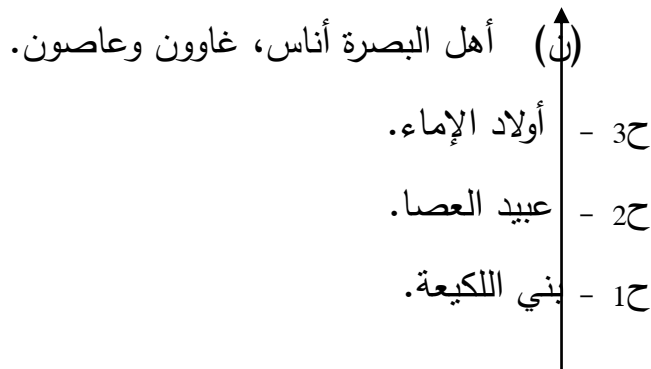 (ن) أهل البصرة أناس، غاوون وعاصون.
ح3 - أولاد الإماء.
ح2 - عبيد العصا.
ح1 - بني اللكيعة.